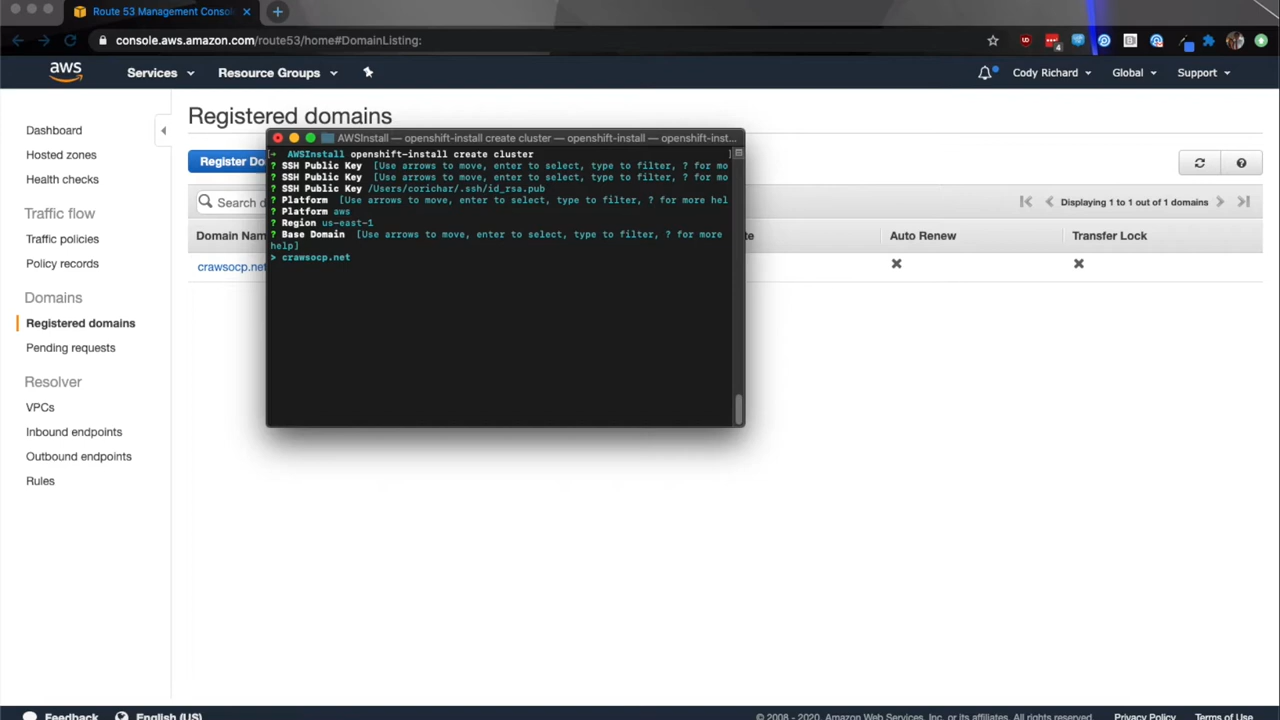 Route 53 Management Conso
console.aws.amazon.com/route53/home#DomainListing:
4
aws
Services
Resource Groups
Cody Richard
Global
Support
Dashboard
Hosted zones
Health checks
Traffic flow
Traffic policies
Policy records
Domains
Registered domains
Pending requests
Resolver
VPCs
Inbound endpoints
Outbound endpoints
Rules
Registered domains
Register Do
Search d
Displaying 1 to 1 out of 1 domains
Domain Nam
te
Auto Renew
Transfer Lock
crawsocp.net
AWSInstall — openshift-install create cluster — openshift-install — openshift-inst...
[→ AWSInstall openshift-install create cluster ]
? SSH Public Key [Use arrows to move, enter to select, type to filter, ? for mo
? SSH Public Key [Use arrows to move, enter to select, type to filter, ? for mo
? SSH Public Key /Users/corichar/.ssh/id_rsa.pub
? Platform [Use arrows to move, enter to select, type to filter, ? for more hel
? Platform aws
? Region us-east-1
? Base Domain [Use arrows to move, enter to select, type to filter, ? for more
help]
> crawsocp.net
Feedback
English (US)
© 2008 - 2020, Amazon Web Services, Inc. or its affiliates. All rights reserved.
Privacy Policy
Terms of Use